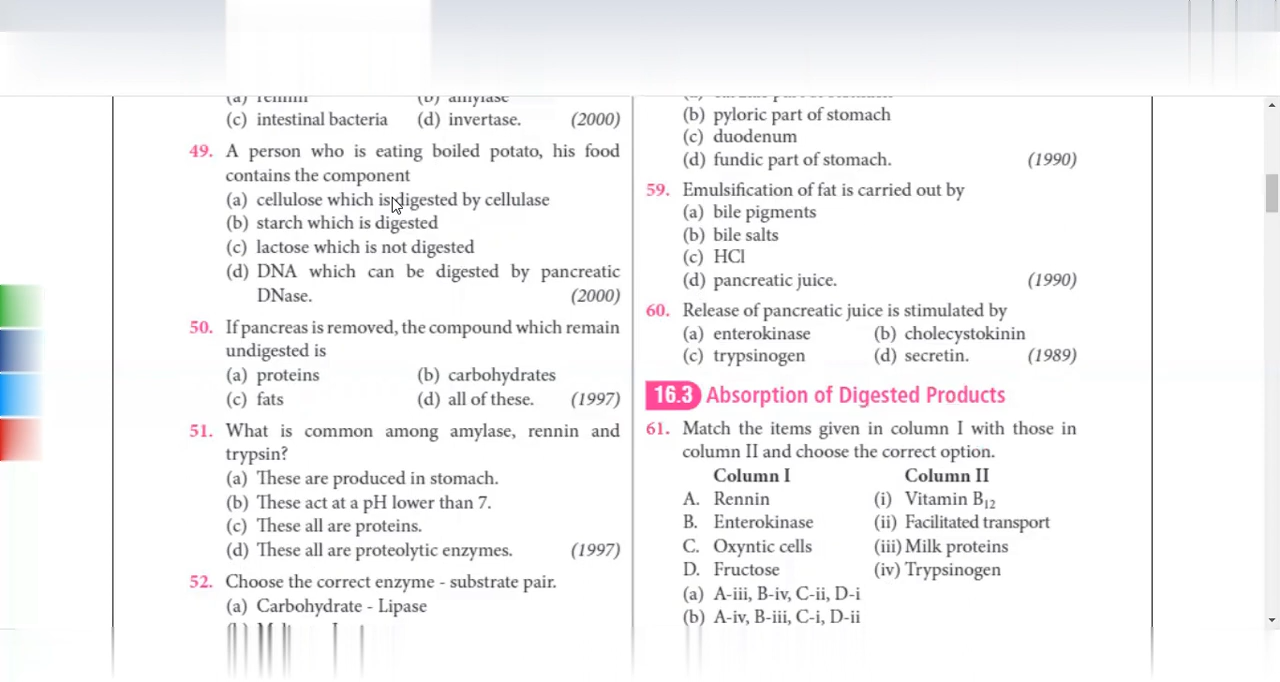 (a) rennin (b) amylase
(c) intestinal bacteria (d) invertase. (2000)
49. A person who is eating boiled potato, his food
contains the component
(a) cellulose which is digested by cellulase
(b) starch which is digested
(c) lactose which is not digested
(d) DNA which can be digested by pancreatic
DNase. (2000)
50. If pancreas is removed, the compound which remain
undigested is
(a) proteins (b) carbohydrates
(c) fats (d) all of these. (1997)
51. What is common among amylase, rennin and
trypsin?
(a) These are produced in stomach.
(b) These act at a pH lower than 7.
(c) These all are proteins.
(d) These all are proteolytic enzymes. (1997)
52. Choose the correct enzyme - substrate pair.
(a) Carbohydrate - Lipase
(b) pyloric part of stomach
(c) duodenum
(d) fundic part of stomach. (1990)
59. Emulsification of fat is carried out by
(a) bile pigments
(b) bile salts
(c) HCl
(d) pancreatic juice. (1990)
60. Release of pancreatic juice is stimulated by
(a) enterokinase (b) cholecystokinin
(c) trypsinogen (d) secretin. (1989)
16.3 Absorption of Digested Products
61. Match the items given in column I with those in
column II and choose the correct option.
Column I Column II
A. Rennin (i) Vitamin B12
B. Enterokinase (ii) Facilitated transport
C. Oxyntic cells (iii) Milk proteins
D. Fructose (iv) Trypsinogen
(a) A-iii, B-iv, C-ii, D-i
(b) A-iv, B-iii, C-i, D-ii